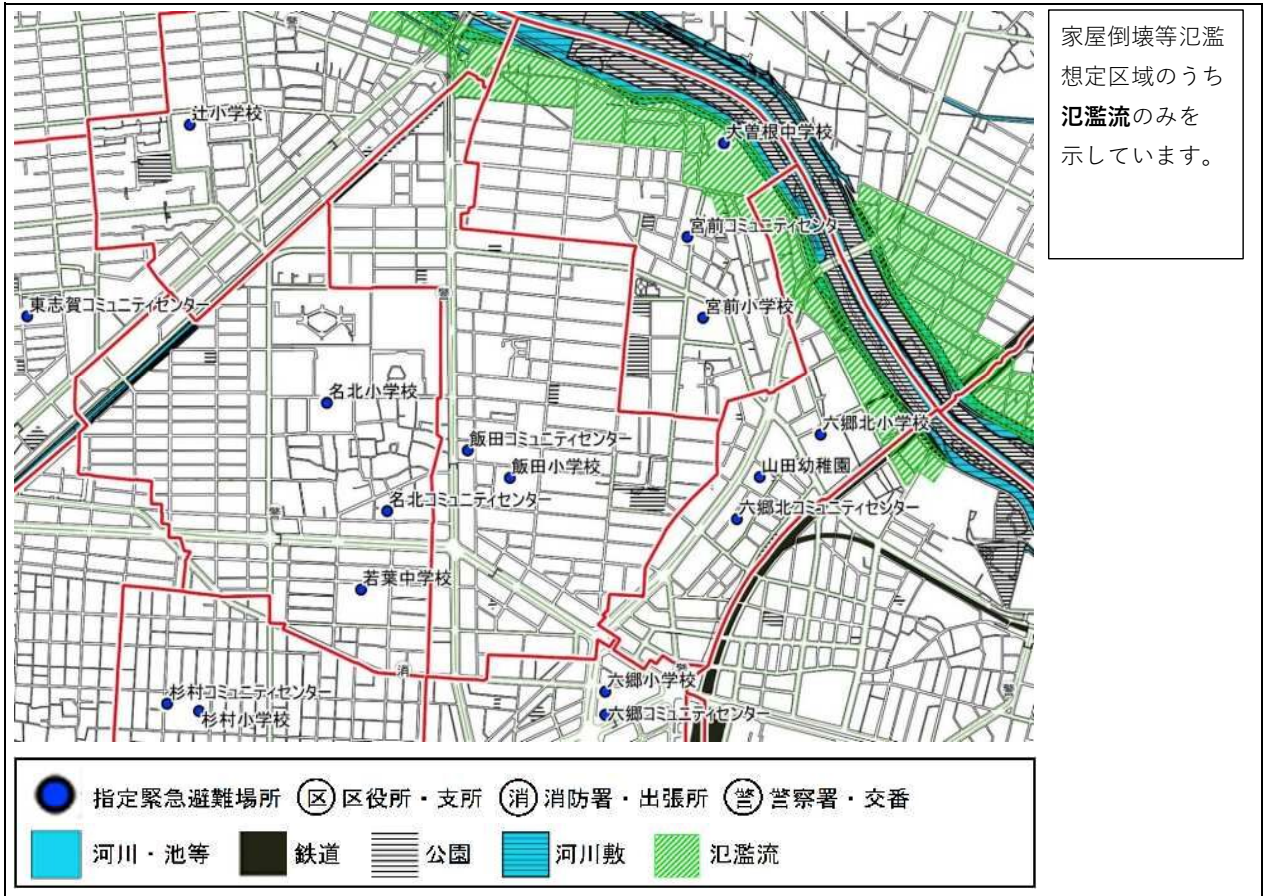 家屋倒壊等氾濫
想定区域のうち
氾濫流のみを
示しています。
警
辻小学校
大曽根中学校
宮前コミュニティセンター
東志賀コミュニティセンター
警
宮前小学校
名北小学校
六郷北小学校
飯田コミュニティセンター
飯田小学校
山田幼稚園
名北コミュニティセンター
警
六郷北コミュニティセンター
若葉中学校
消
警
六郷小学校
杉村コミュニティセンター
杉村小学校
六郷コミュニティセンター
指定緊急避難場所 区 区役所・支所 消 消防署・出張所 警 警察署・交番
河川・池等 鉄道 公園 河川敷 氾濫流